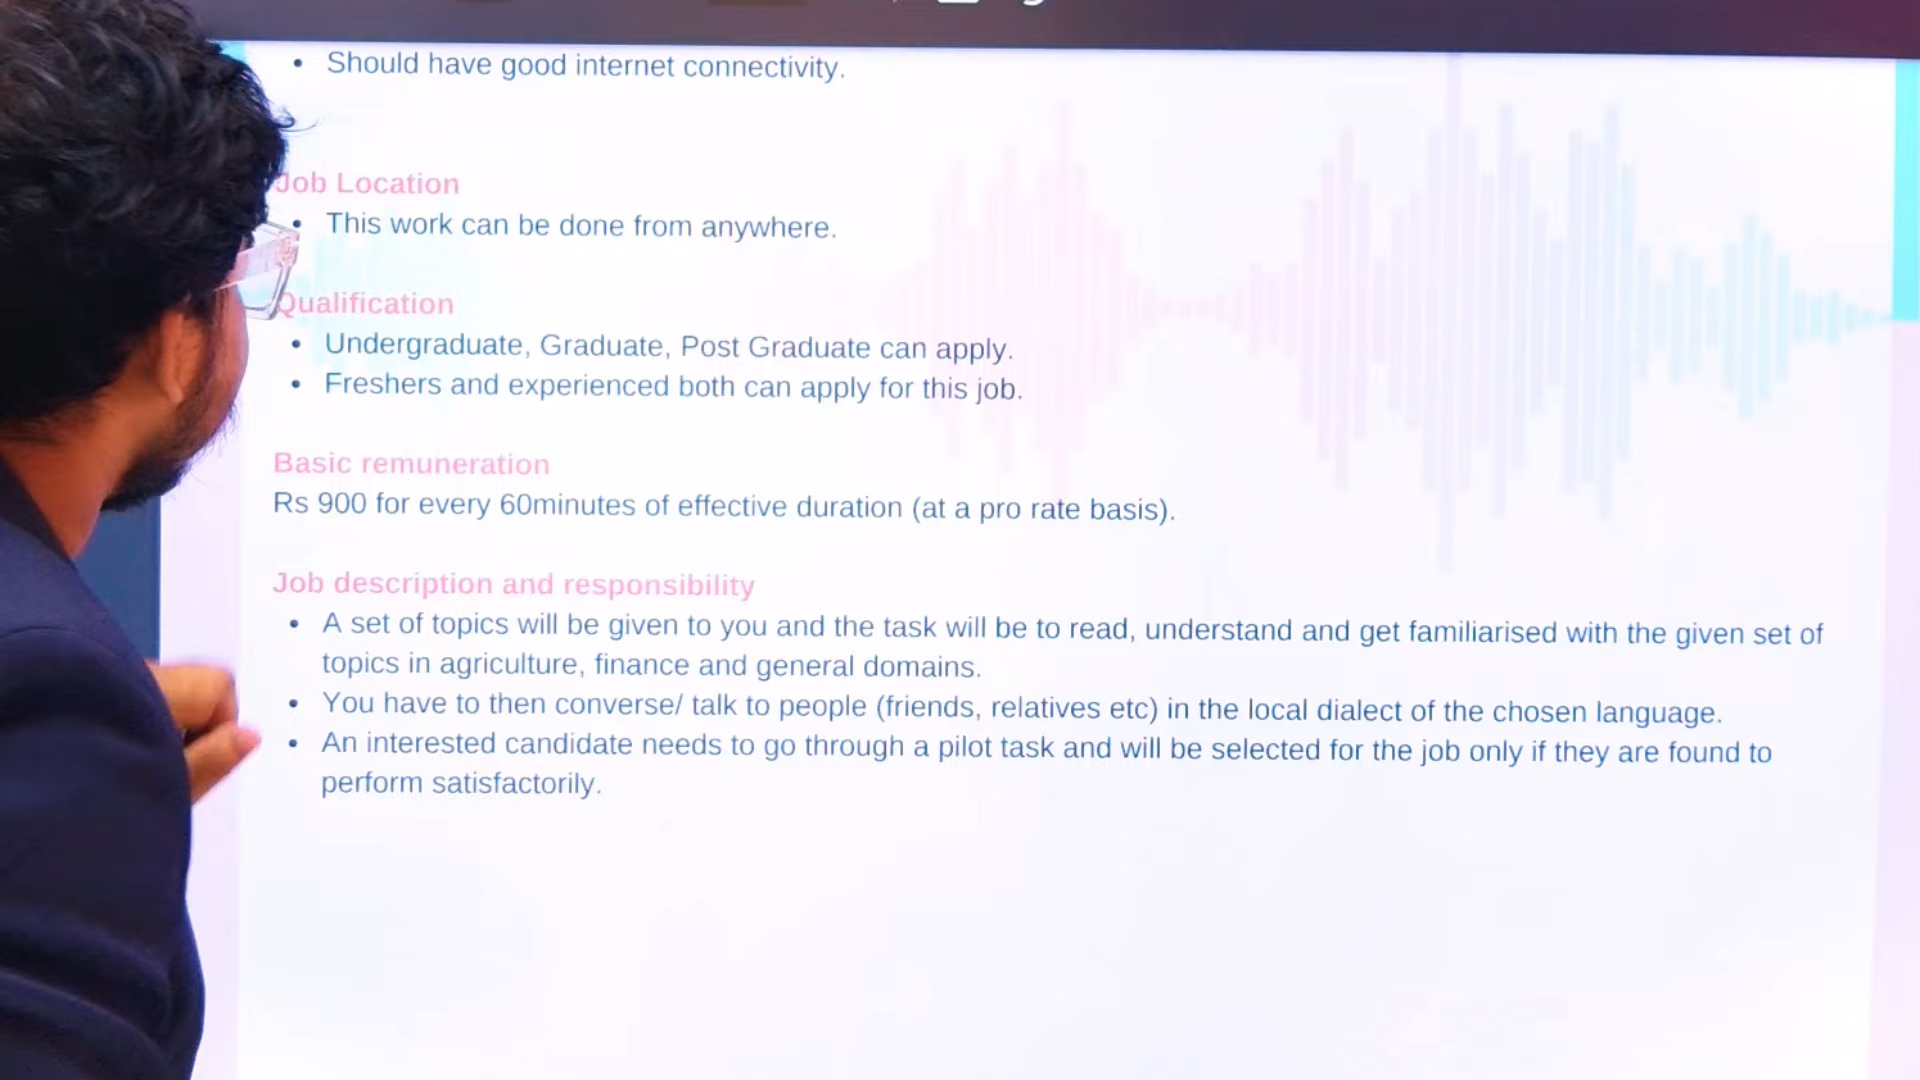 Should have good internet connectivity.
Job Location
This work can be done from anywhere.
Qualification
Undergraduate, Graduate, Post Graduate can apply.
Freshers and experienced both can apply for this job.
Basic remuneration
Rs 900 for every 60minutes of effective duration (at a pro rate basis).
Job description and responsibility
A set of topics will be given to you and the task will be to read, understand and get familiarised with the given set of
topics in agriculture, finance and general domains.
You have to then converse/ talk to people (friends, relatives etc) in the local dialect of the chosen language.
An interested candidate needs to go through a pilot task and will be selected for the job only if they are found to
perform satisfactorily.